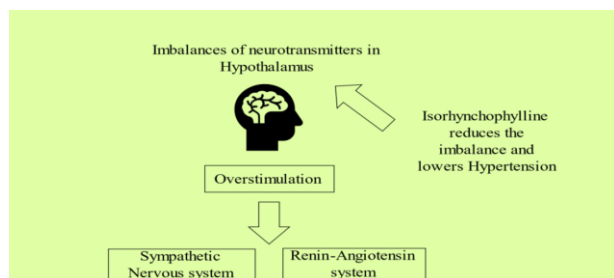 Imbalances of neurotransmitters in
Hypothalamus
Isorhynchophylline
reduces the
imbalance and
lowers Hypertension
Overstimulation
Sympathetic
Nervous system
Renin-Angiotensin
system